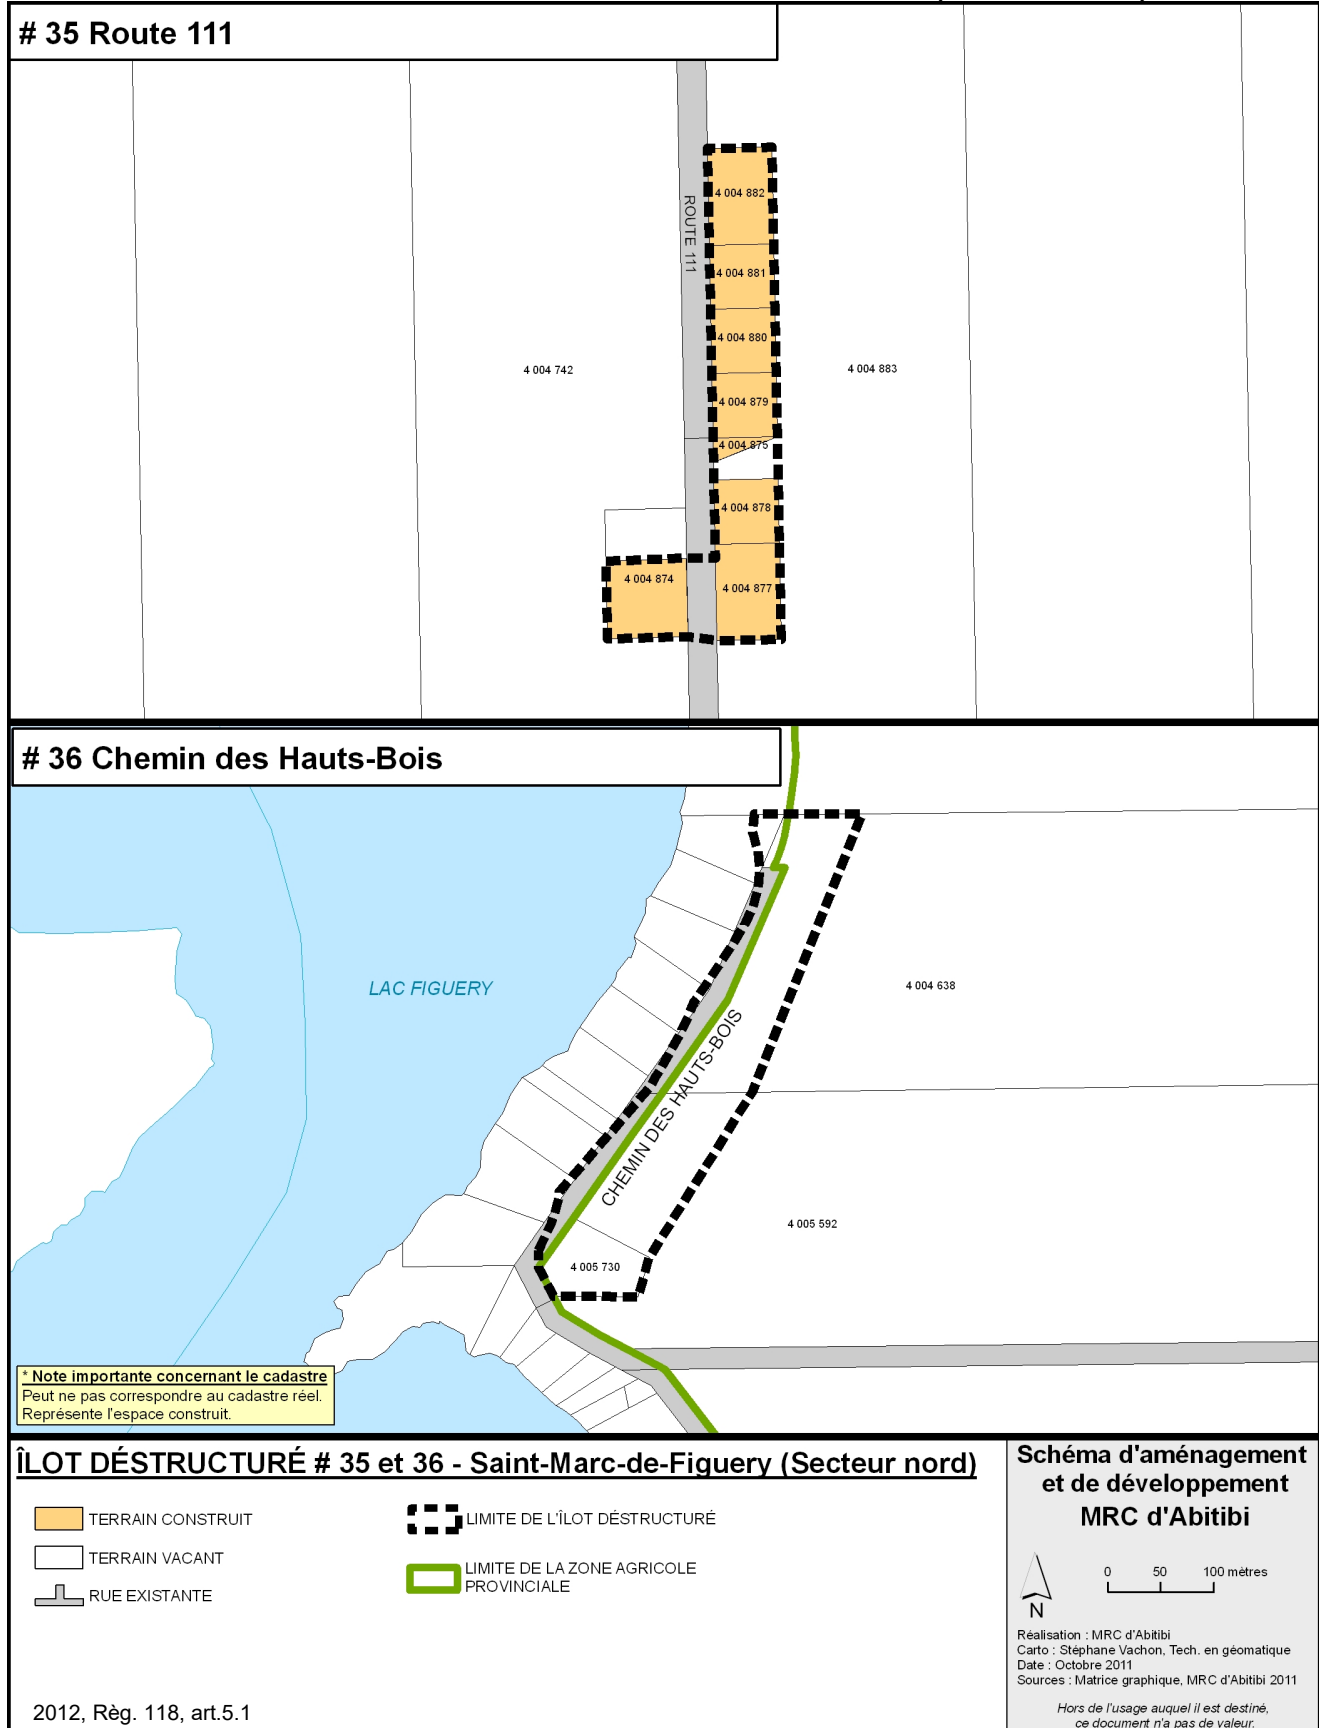 # 35 Route 111
4 004 882
ROUTE 111
4 004 881
4 004 880
4 004 742
4 004 883
4 004 879
4 004 875
4 004 878
4 004 874
4 004 877
# 36 Chemin des Hauts-Bois
LAC FIGUERY
4 004 638
CHEMIN DES HAUTS-BOIS
4 005 592
4 005 730
* Note importante concernant le cadastre
Peut ne pas correspondre au cadastre réel.
Représente l'espace construit.
ÎLOT DÉSTRUCTURÉ # 35 et 36 - Saint-Marc-de-Figuery (Secteur nord)
TERRAIN CONSTRUIT
TERRAIN VACANT
RUE EXISTANTE
LIMITE DE L'ÎLOT DÉSTRUCTURÉ
LIMITE DE LA ZONE AGRICOLE
PROVINCIALE
2012, Règ. 118, art.5.1
Schéma d'aménagement
et de développement
MRC d'Abitibi
0 50 100 mètres
N
Réalisation : MRC d'Abitibi
Carto : Stéphane Vachon, Tech. en géomatique
Date : Octobre 2011
Sources : Matrice graphique, MRC d'Abitibi 2011
Hors de l'usage auquel il est destiné,
ce document n'a pas de valeur.